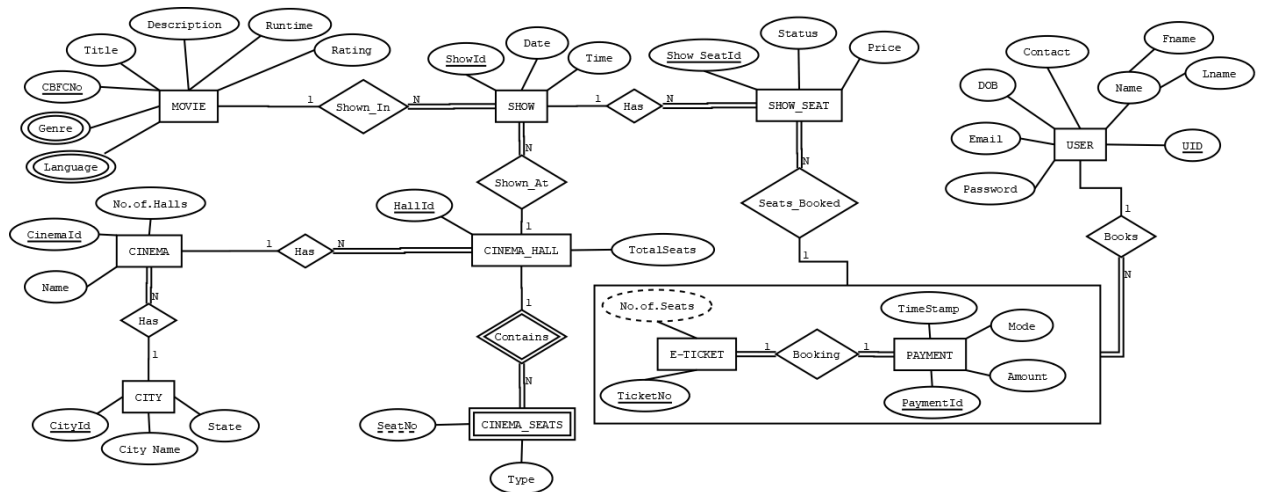 Description
Runtime
Title
Rating
CBFCNo
MOVIE
Genre
Language
1
Shown_In
N
ShowId
Date
Time
SHOW
1
Has
N
Show_SeatId
Status
Price
SHOW_SEAT
N
Seats_Booked
1
N
Shown_At
1
Contact
Fname
Lname
Name
DOB
Email
Password
USER
UID
1
Books
N
No.of.Halls
CinemaId
CINEMA
Name
1
Has
N
HallId
CINEMA_HALL
TotalSeats
N
Has
1
CITY
CityId
City Name
State
1
Contains
N
SeatNo
CINEMA_SEATS
Type
No.of.Seats
E-TICKET
TicketNo
1
Booking
1
TimeStamp
Mode
PAYMENT
Amount
PaymentId